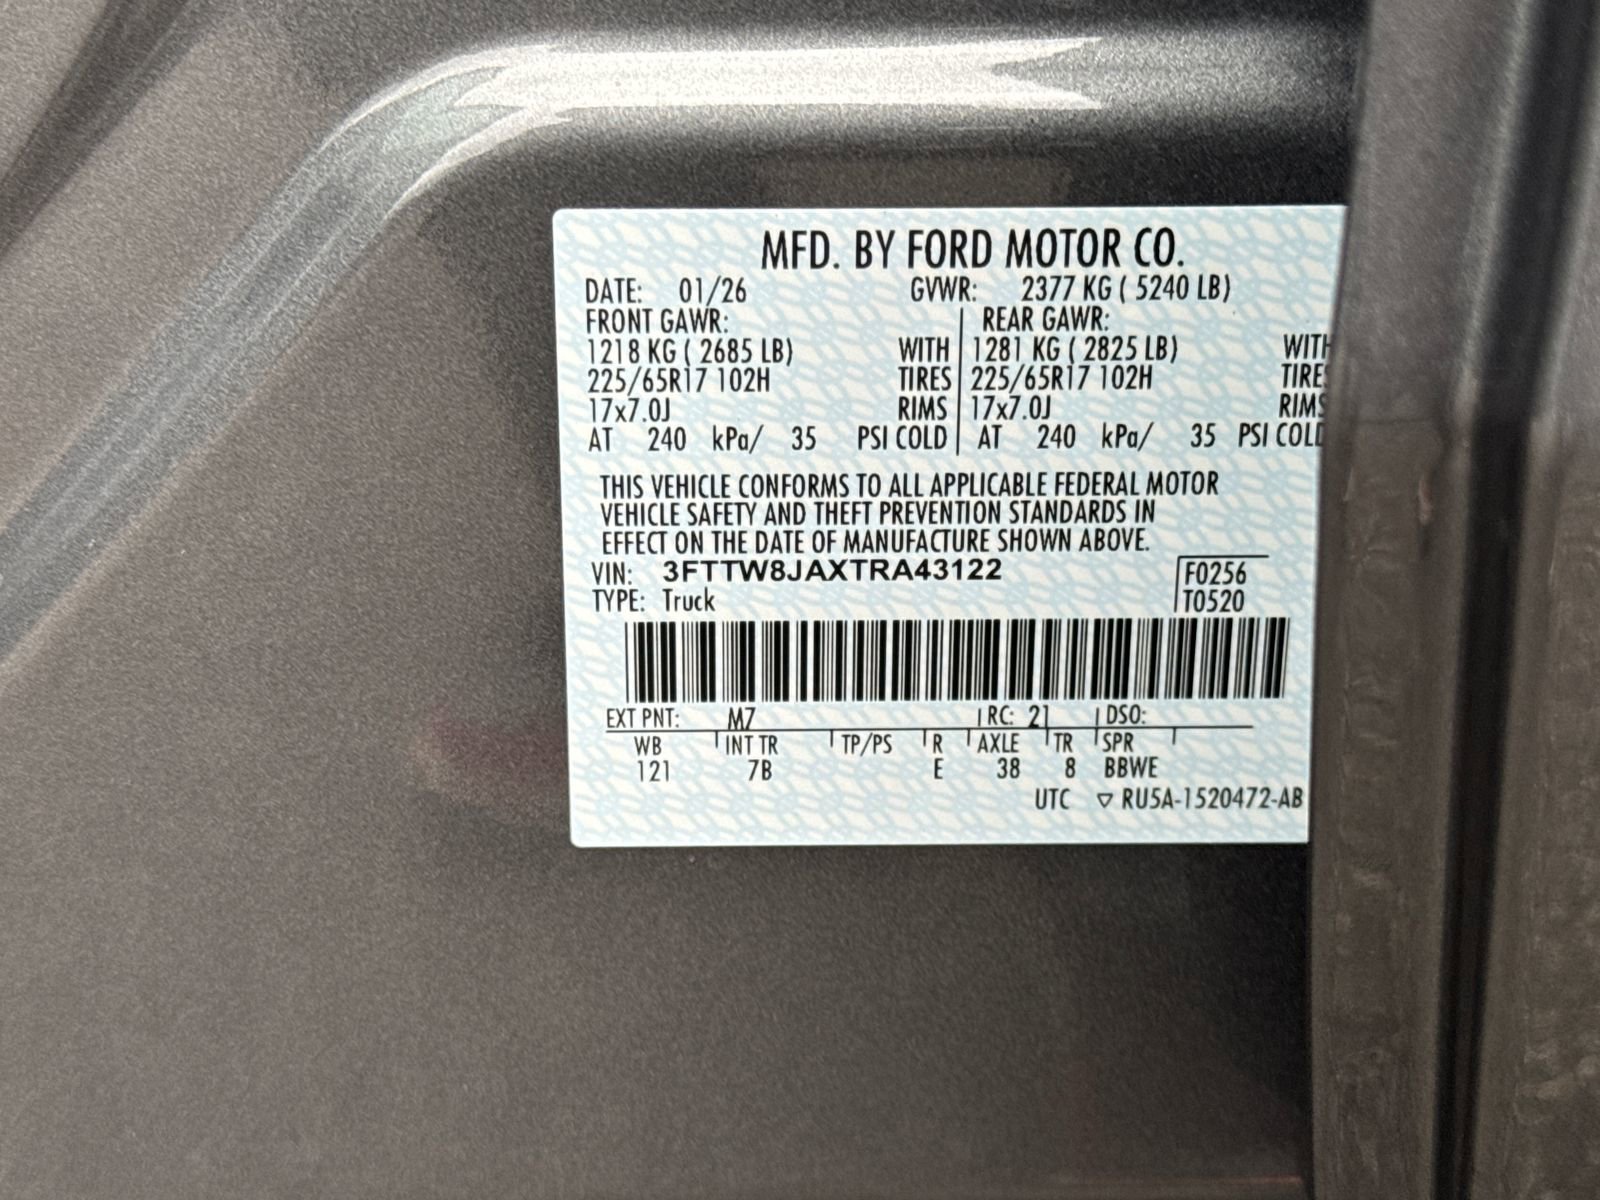 MFD. BY FORD MOTOR CO.
DATE: 01/26 GVWR: 2377 KG ( 5240 LB)
FRONT GAWR: REAR GAWR:
1218 KG ( 2685 LB) WITH 1281 KG ( 2825 LB) WITH
225/65R17 102H TIRES 225/65R17 102H TIRES
17x7.0J RIMS 17x7.0J RIMS
AT 240 kPa/ 35 PSI COLD AT 240 kPa/ 35 PSI COLD
THIS VEHICLE CONFORMS TO ALL APPLICABLE FEDERAL MOTOR
VEHICLE SAFETY AND THEFT PREVENTION STANDARDS IN
EFFECT ON THE DATE OF MANUFACTURE SHOWN ABOVE.
VIN: 3FTTW8JAXTRA43122 F0256
TYPE: Truck T0520
EXT PNT: M7 RC: 21 DSO:
WB INT TR TP/PS R AXLE TR SPR
121 7B E 38 8 BBWE
UTC ▽ RU5A-1520472-AB